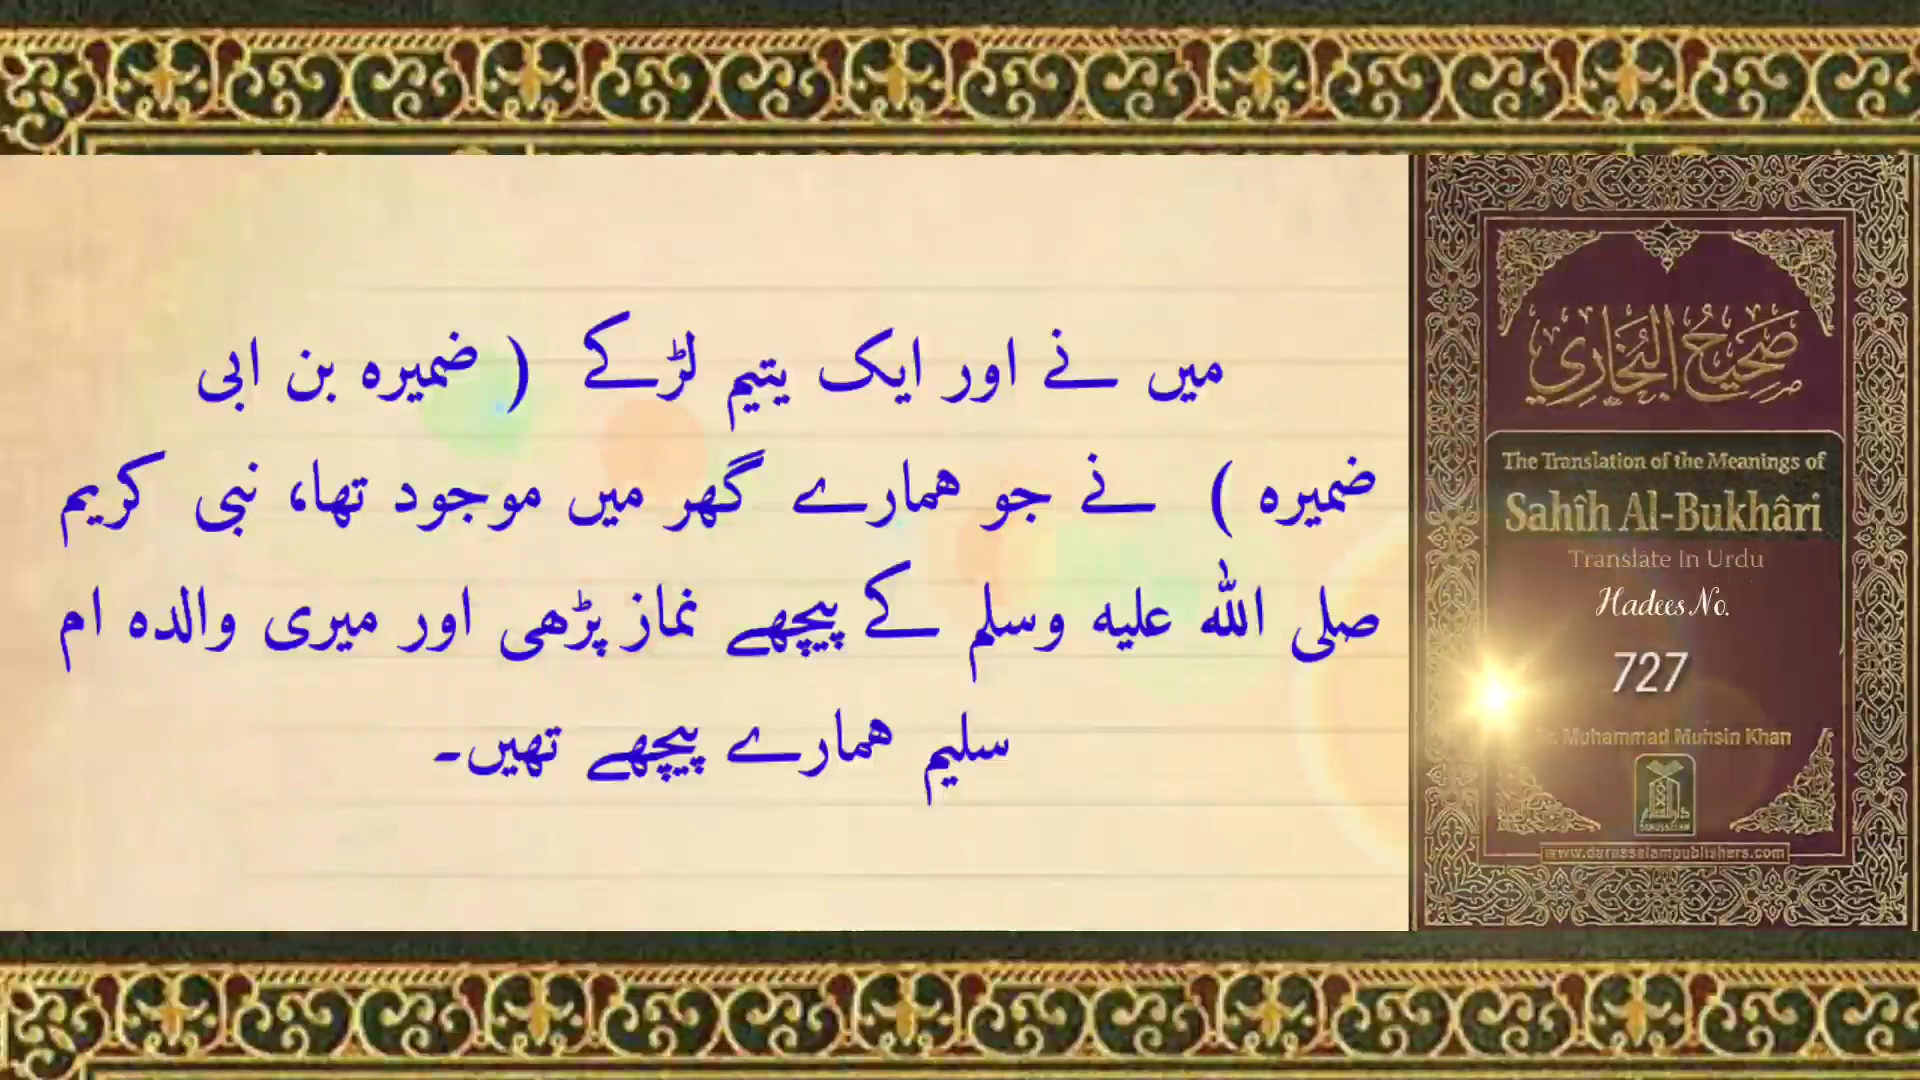 میں نے اور ایک یتیم لڑکے ( ضمیرہ بن ابی
ضمیرہ ) نے جو ہمارے گھر میں موجود تھا، نبی کریم
صلی اللہ علیہ وسلم کے پیچھے نماز پڑھی اور میری والدہ ام
سلیم ہمارے پیچھے تھیں۔
صَحِيحُ البُخَارِي
The Translation of the Meanings of
Sahîh Al-Bukhâri
Translate In Urdu
Hadees No.
727
Muhammad Muhsin Khan
دارالسلام
DARUSSALAM
www.darussalampublishers.com